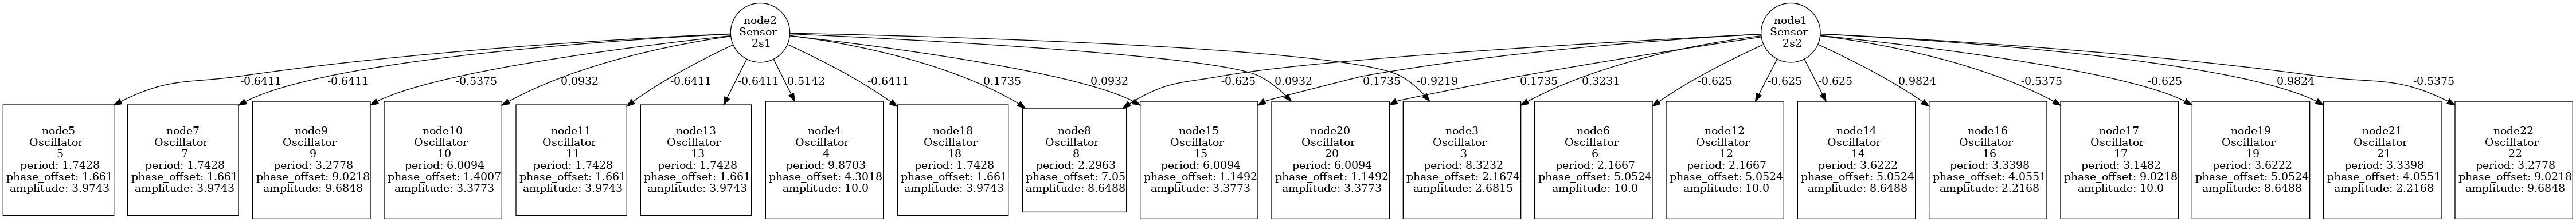 node2
Sensor
2s1
node1
Sensor
2s2
-0.6411
-0.6411
-0.5375
0.0932
-0.6411
-0.6411
0.5142
-0.6411
0.1735
0.0932
-0.625
0.0932
0.1735
-0.9219
0.1735
0.3231
-0.625
-0.625
-0.625
0.9824
-0.5375
-0.625
0.9824
-0.5375
node5
Oscillator
5
period: 1.7428
phase_offset: 1.661
amplitude: 3.9743
node7
Oscillator
7
period: 1.7428
phase_offset: 1.661
amplitude: 3.9743
node9
Oscillator
9
period: 3.2778
phase_offset: 9.0218
amplitude: 9.6848
node10
Oscillator
10
period: 6.0094
phase_offset: 1.4007
amplitude: 3.3773
node11
Oscillator
11
period: 1.7428
phase_offset: 1.661
amplitude: 3.9743
node13
Oscillator
13
period: 1.7428
phase_offset: 1.661
amplitude: 3.9743
node4
Oscillator
4
period: 9.8703
phase_offset: 4.3018
amplitude: 10.0
node18
Oscillator
18
period: 1.7428
phase_offset: 1.661
amplitude: 3.9743
node8
Oscillator
8
period: 2.2963
phase_offset: 7.05
amplitude: 8.6488
node15
Oscillator
15
period: 6.0094
phase_offset: 1.1492
amplitude: 3.3773
node20
Oscillator
20
period: 6.0094
phase_offset: 1.1492
amplitude: 3.3773
node3
Oscillator
3
period: 8.3232
phase_offset: 2.1674
amplitude: 2.6815
node6
Oscillator
6
period: 2.1667
phase_offset: 5.0524
amplitude: 10.0
node12
Oscillator
12
period: 2.1667
phase_offset: 5.0524
amplitude: 10.0
node14
Oscillator
14
period: 3.6222
phase_offset: 5.0524
amplitude: 8.6488
node16
Oscillator
16
period: 3.3398
phase_offset: 4.0551
amplitude: 2.2168
node17
Oscillator
17
period: 3.1482
phase_offset: 9.0218
amplitude: 10.0
node19
Oscillator
19
period: 3.6222
phase_offset: 5.0524
amplitude: 8.6488
node21
Oscillator
21
period: 3.3398
phase_offset: 4.0551
amplitude: 2.2168
node22
Oscillator
22
period: 3.2778
phase_offset: 9.0218
amplitude: 9.6848